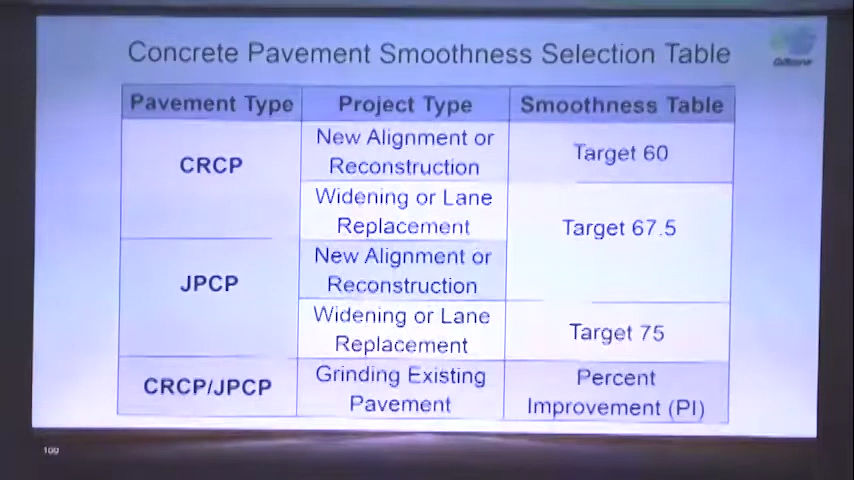 Concrete Pavement Smoothness Selection Table
Pavement Type Project Type Smoothness Table
CRCP
New Alignment or
Reconstruction
Target 60
Widening or Lane
Replacement
Target 67.5
JPCP
New Alignment or
Reconstruction
Widening or Lane
Replacement
Target 75
CRCP/JPCP
Grinding Existing
Pavement
Percent
Improvement (PI)